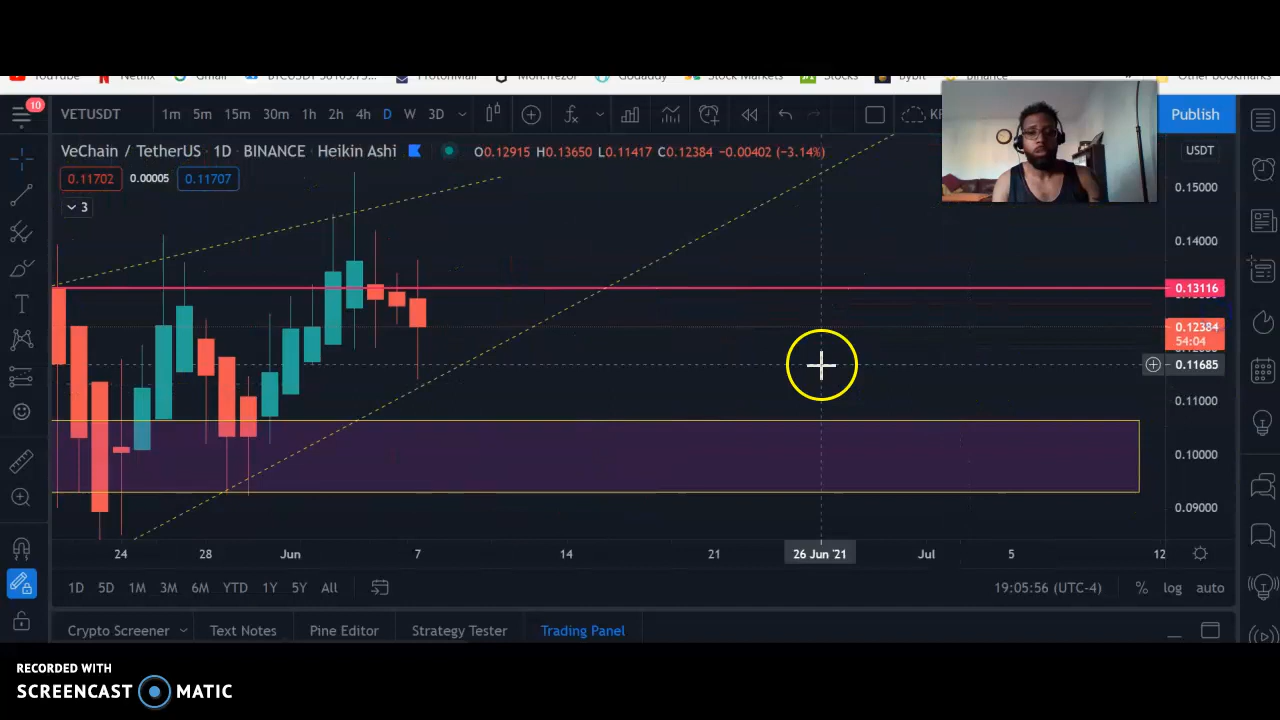 YouTube Netflix Gmail BTCUSDT 36103.75... ProtonMail Mon.Trezor Godaddy Stock Markets Stocks Bybit Binance » Other bookmarks
10
VETUSDT 1m 5m 15m 30m 1h 2h 4h D W 3D Publish
VeChain / TetherUS · 1D · BINANCE · Heikin Ashi O0.12915 H0.13650 L0.11417 C0.12384 −0.00402 (−3.14%) USDT
0.11702 0.00005 0.11707
3
0.15000
0.14000
0.13116
0.12384
54:04
0.11685
0.11000
0.10000
0.09000
24 28 Jun 7 14 21 26 Jun '21 Jul 5 12
1D 5D 1M 3M 6M YTD 1Y 5Y All 19:05:56 (UTC-4) % log auto
Crypto Screener Text Notes Pine Editor Strategy Tester Trading Panel
RECORDED WITH
SCREENCAST MATIC